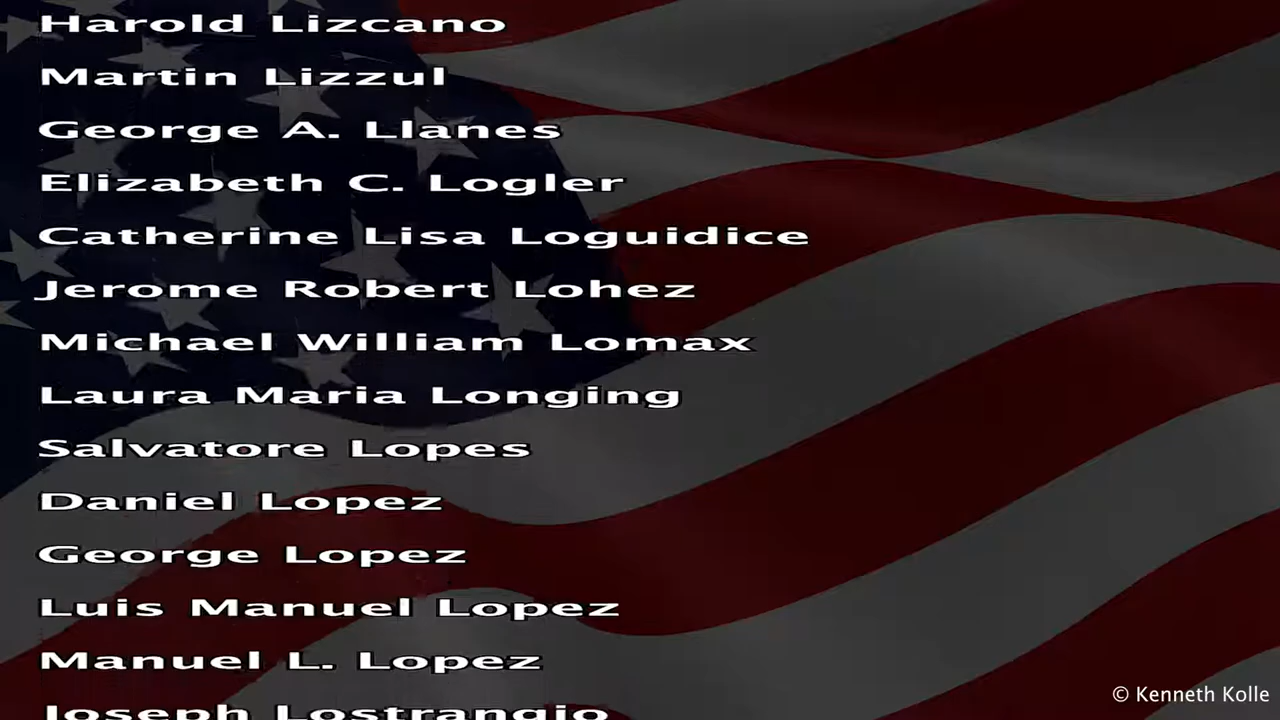 Harold Lizcano
Martin Lizzul
George A. Llanes
Elizabeth C. Logler
Catherine Lisa Loguidice
Jerome Robert Lohez
Michael William Lomax
Laura Maria Longing
Salvatore Lopes
Daniel Lopez
George Lopez
Luis Manuel Lopez
Manuel L. Lopez
Joseph Lostrangio
© Kenneth Kolle